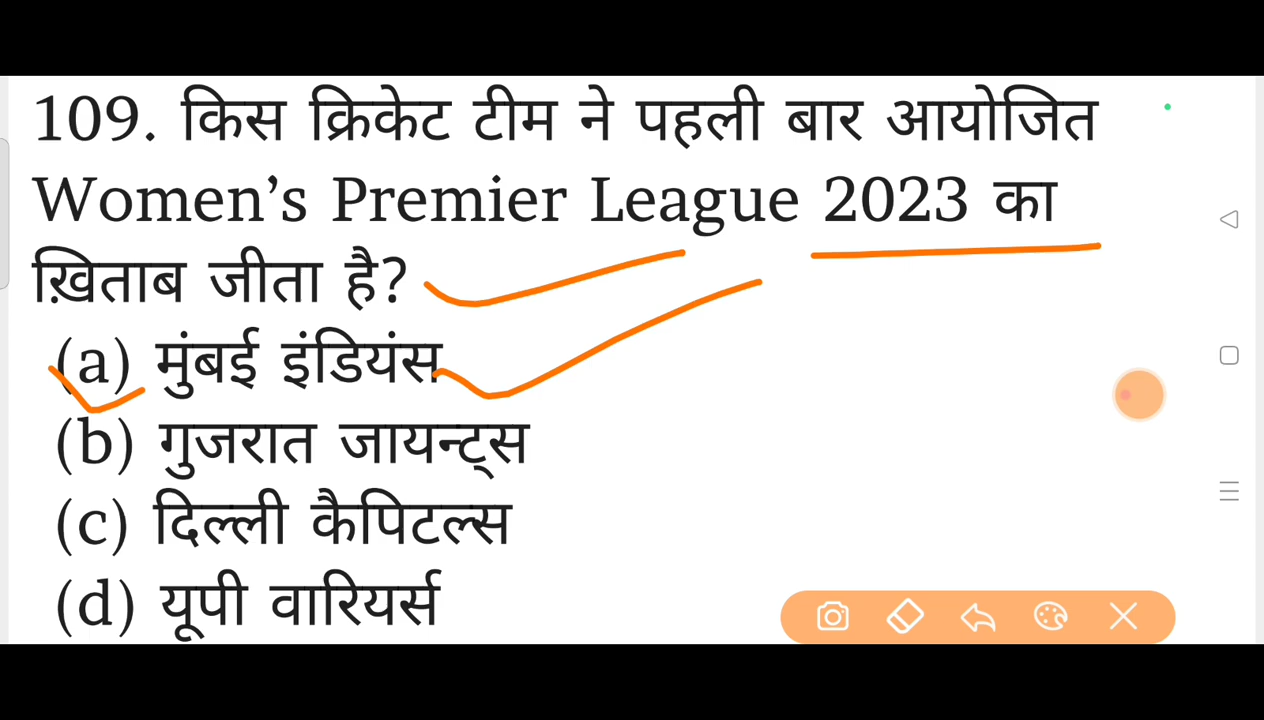 109. किस क्रिकेट टीम ने पहली बार आयोजित
Women’s Premier League 2023 का
ख़िताब जीता है?
(a) मुंबई इंडियंस
(b) गुजरात जायन्ट्स
(c) दिल्ली कैपिटल्स
(d) यूपी वारियर्स